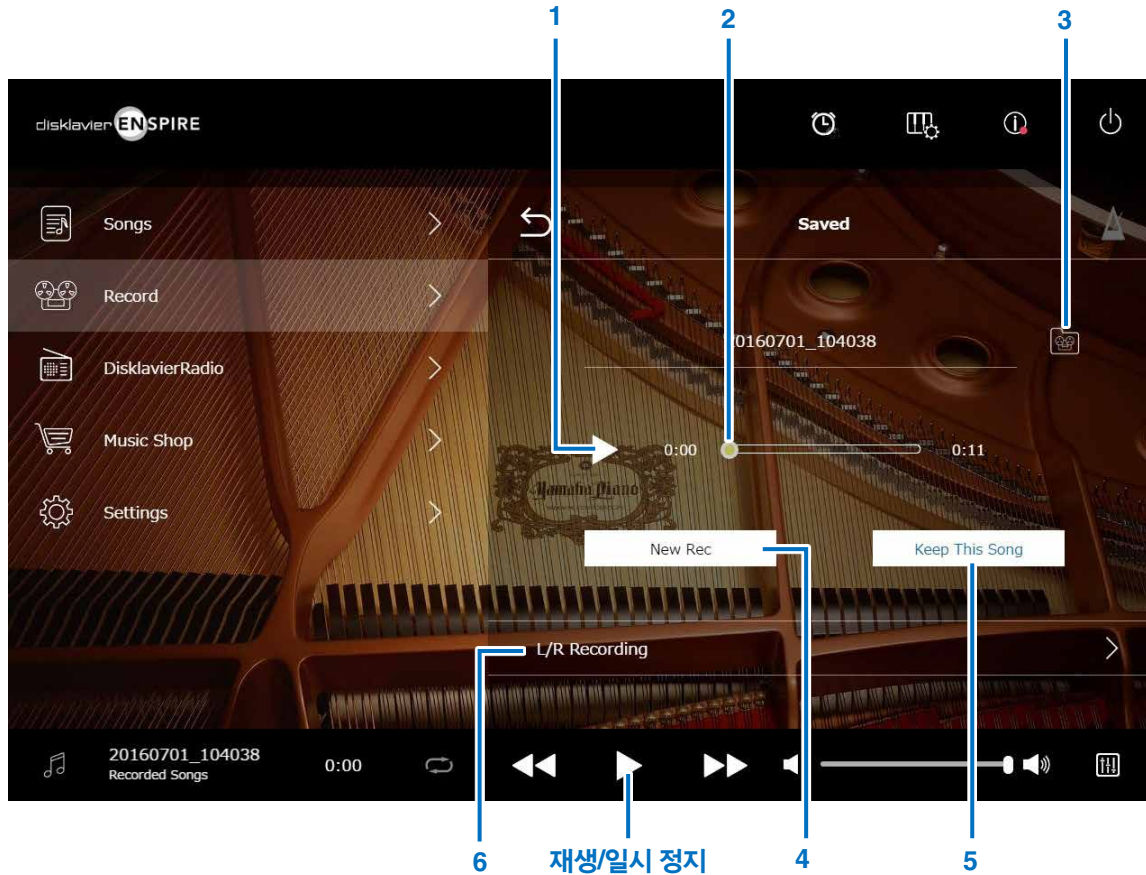 1 2 3
disklavier ENSPIRE
Songs
Saved
Record
20160701_104038
DisklavierRadio
Music Shop
0:00 0:11
Yamaha Piano
Settings
New Rec Keep This Song
L/R Recording
20160701_104038
Recorded Songs
0:00
6 재생/일시 정지 4 5